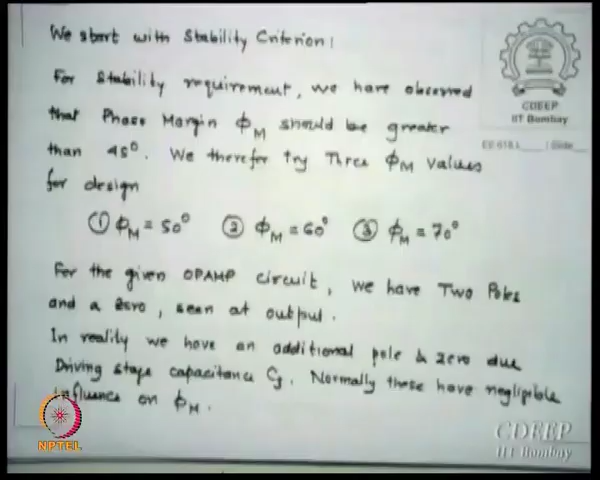 We start with Stability Criterion!
For Stability requirement, we have observed
that Phase Margin ϕM should be greater
than 45°. We therefor try Three ϕM values
for design
① ϕM = 50° ② ϕM = 60° ③ ϕM = 70°
For the given OPAMP circuit, we have Two Poles
and a zero, seen at output.
In reality we have an additional pole & zero due
Driving stage capacitance Cg. Normally these have negligible
influence on ϕM.
CDEEP
IIT Bombay
NPTEL
CDEEP
IIT Bombay